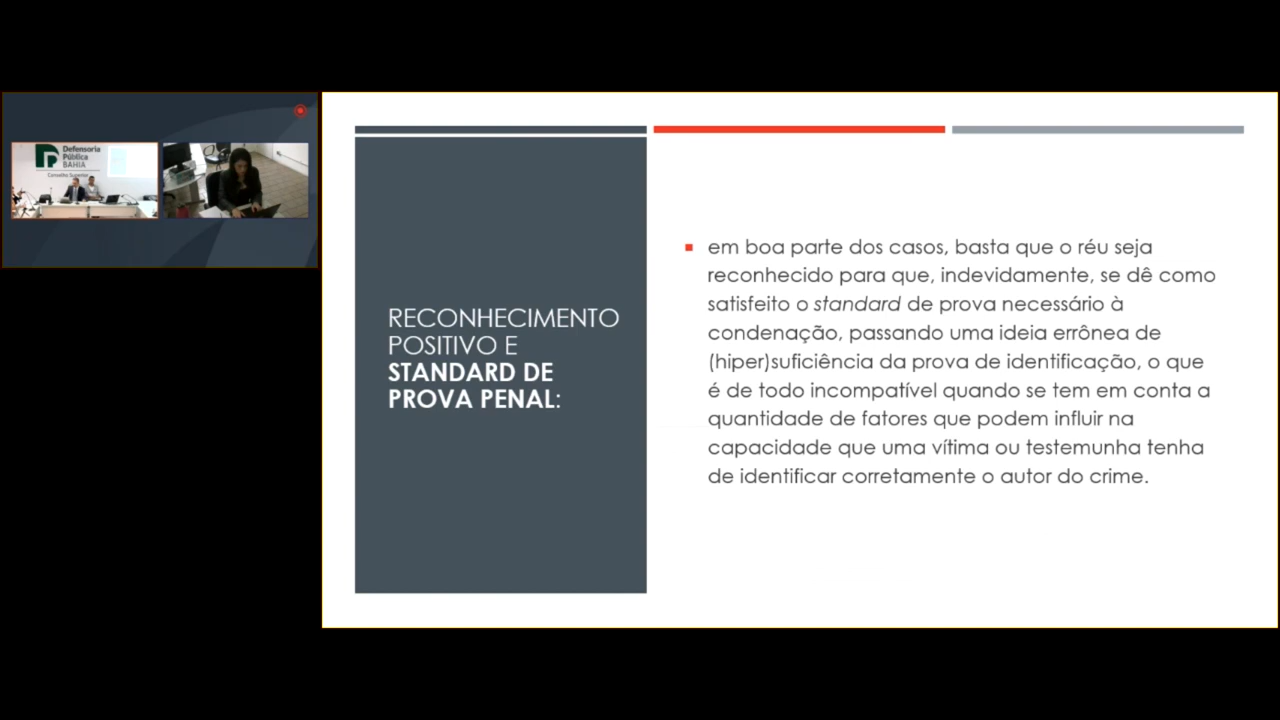 Defensoria
Pública
BAHIA
Conselho Superior
RECONHECIMENTO
POSITIVO E
STANDARD DE
PROVA PENAL:
em boa parte dos casos, basta que o réu seja
reconhecido para que, indevidamente, se dê como
satisfeito o standard de prova necessário à
condenação, passando uma ideia errônea de
(hiper)suficiência da prova de identificação, o que
é de todo incompatível quando se tem em conta a
quantidade de fatores que podem influir na
capacidade que uma vítima ou testemunha tenha
de identificar corretamente o autor do crime.